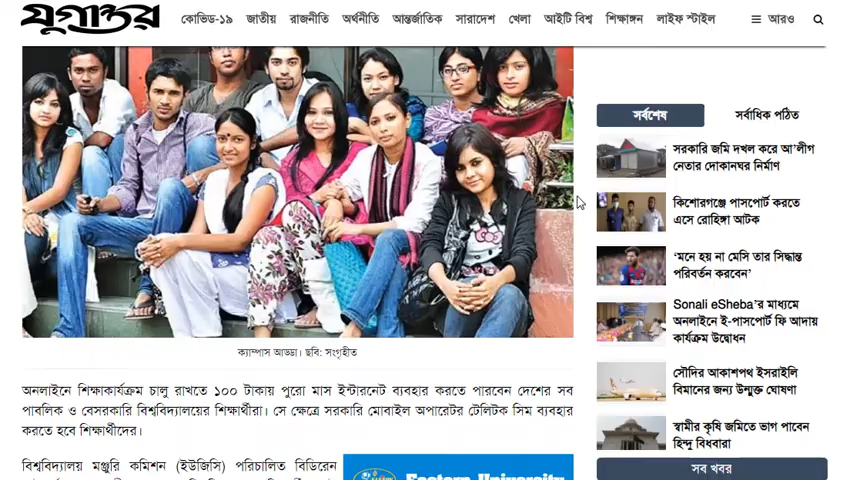 যুগান্তর
কোভিড-১৯ জাতীয় রাজনীতি অর্থনীতি আন্তর্জাতিক সারাদেশ খেলা আইটি বিশ্ব শিক্ষাঙ্গন লাইফ স্টাইল আরও
সর্বশেষ সর্বাধিক পঠিত
সরকারি জমি দখল করে আ'লীগ
নেতার দোকানঘর নির্মাণ
কিশোরগঞ্জে পাসপোর্ট করতে
এসে রোহিঙ্গা আটক
'মনে হয় না মেসি তার সিদ্ধান্ত
পরিবর্তন করবেন'
Sonali eSheba'র মাধ্যমে
অনলাইনে ই-পাসপোর্ট ফি আদায়
কার্যক্রম উদ্বোধন
সৌদির আকাশপথ ইসরাইলি
বিমানের জন্য উন্মুক্ত ঘোষণা
স্বামীর কৃষি জমিতে ভাগ পাবেন
হিন্দু বিধবারা
সব খবর
ক্যাম্পাস আড্ডা। ছবি: সংগৃহীত
অনলাইনে শিক্ষাকার্যক্রম চালু রাখতে ১০০ টাকায় পুরো মাস ইন্টারনেট ব্যবহার করতে পারবেন দেশের সব
পাবলিক ও বেসরকারি বিশ্ববিদ্যালয়ের শিক্ষার্থীরা। সে ক্ষেত্রে সরকারি মোবাইল অপারেটর টেলিটক সিম ব্যবহার
করতে হবে শিক্ষার্থীদের।
বিশ্ববিদ্যালয় মঞ্জুরি কমিশন (ইউজিসি) পরিচালিত বিডিরেন
Eastern University